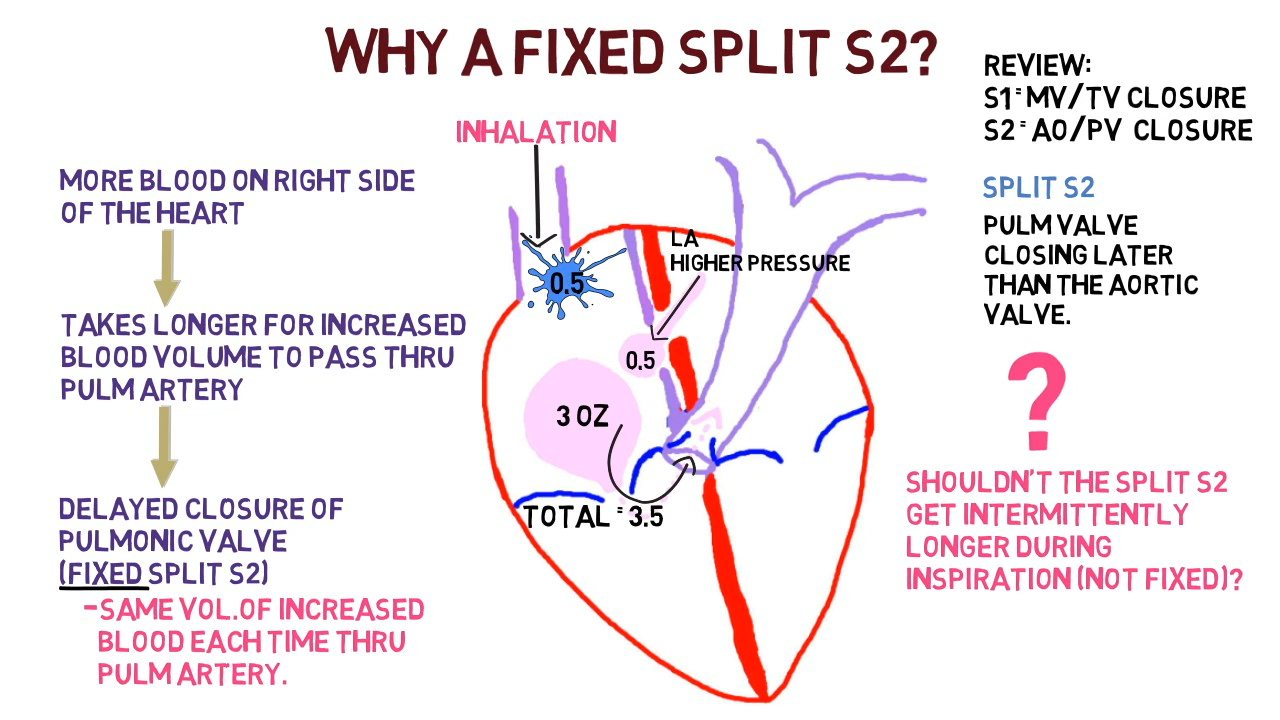 WHY A FIXED SPLIT S2?
REVIEW:
S1=MV/TV CLOSURE
S2=AO/PV CLOSURE
INHALATION
MORE BLOOD ON RIGHT SIDE
OF THE HEART
TAKES LONGER FOR INCREASED
BLOOD VOLUME TO PASS THRU
PULM ARTERY
DELAYED CLOSURE OF
PULMONIC VALVE
(FIXED SPLIT S2)
-SAME VOL.OF INCREASED
BLOOD EACH TIME THRU
PULM ARTERY.
LA
HIGHER PRESSURE
0.5
0.5
3 OZ
TOTAL = 3.5
SPLIT S2
PULM VALVE
CLOSING LATER
THAN THE AORTIC
VALVE.
?
SHOULDN'T THE SPLIT S2
GET INTERMITTENTLY
LONGER DURING
INSPIRATION (NOT FIXED)?